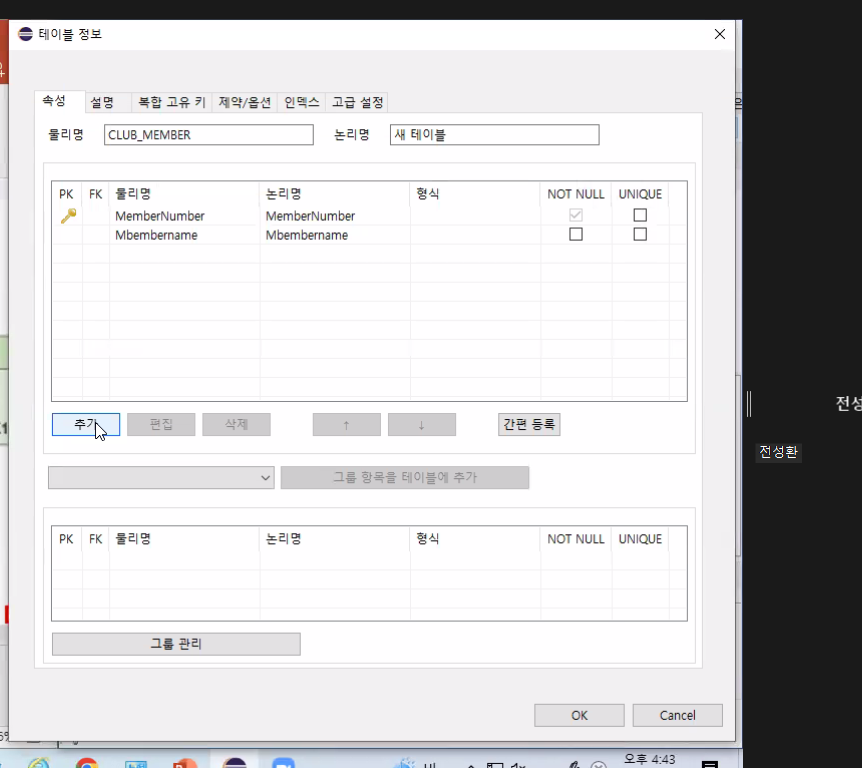 테이블 정보
속성 설명 복합 고유 키 제약/옵션 인덱스 고급 설정
물리명 CLUB_MEMBER 논리명 새 테이블
PK FK 물리명 논리명 형식 NOT NULL UNIQUE
MemberNumber MemberNumber
Mbembername Mbembername
추가 편집 삭제 ↑ ↓ 간편 등록
전성
전성환
그룹 항목을 테이블에 추가
PK FK 물리명 논리명 형식 NOT NULL UNIQUE
그룹 관리
OK Cancel
오후 4:43